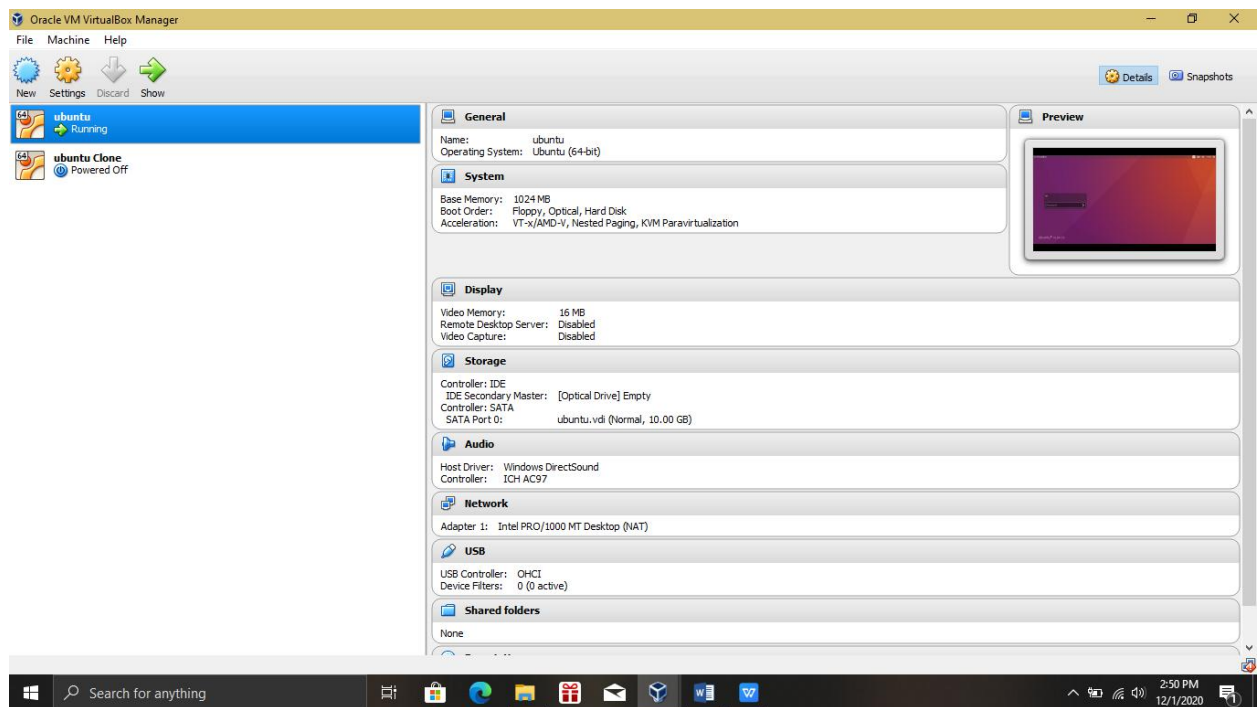 Oracle VM VirtualBox Manager
File Machine Help
New Settings Discard Show
Details Snapshots
64 ubuntu
Running
64 ubuntu Clone
Powered Off
General
Name: ubuntu
Operating System: Ubuntu (64-bit)
Preview
System
Base Memory: 1024 MB
Boot Order: Floppy, Optical, Hard Disk
Acceleration: VT-x/AMD-V, Nested Paging, KVM Paravirtualization
Display
Video Memory: 16 MB
Remote Desktop Server: Disabled
Video Capture: Disabled
Storage
Controller: IDE
IDE Secondary Master: [Optical Drive] Empty
Controller: SATA
SATA Port 0: ubuntu.vdi (Normal, 10.00 GB)
Audio
Host Driver: Windows DirectSound
Controller: ICH AC97
Network
Adapter 1: Intel PRO/1000 MT Desktop (NAT)
USB
USB Controller: OHCI
Device Filters: 0 (0 active)
Shared folders
None
Search for anything
2:50 PM
12/1/2020